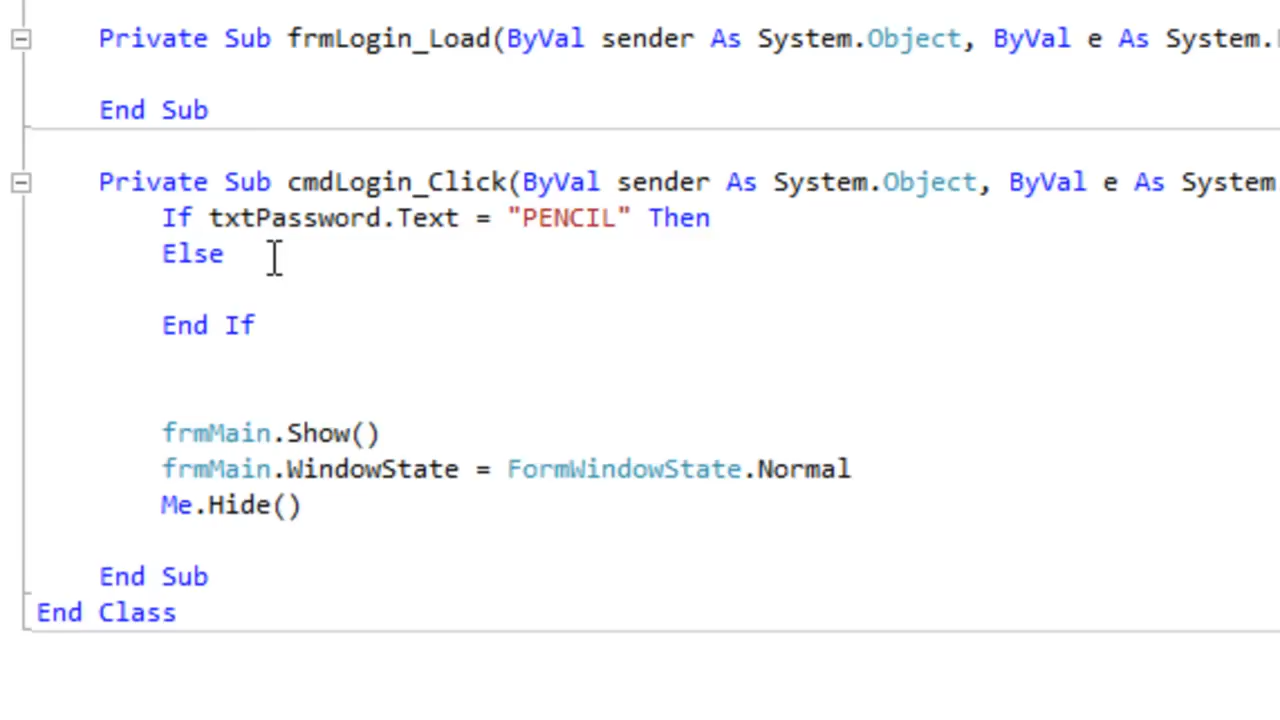 Private Sub frmLogin_Load(ByVal sender As System.Object, ByVal e As System.
End Sub
Private Sub cmdLogin_Click(ByVal sender As System.Object, ByVal e As System
If txtPassword.Text = "PENCIL" Then
Else
End If
frmMain.Show()
frmMain.WindowState = FormWindowState.Normal
Me.Hide()
End Sub
End Class